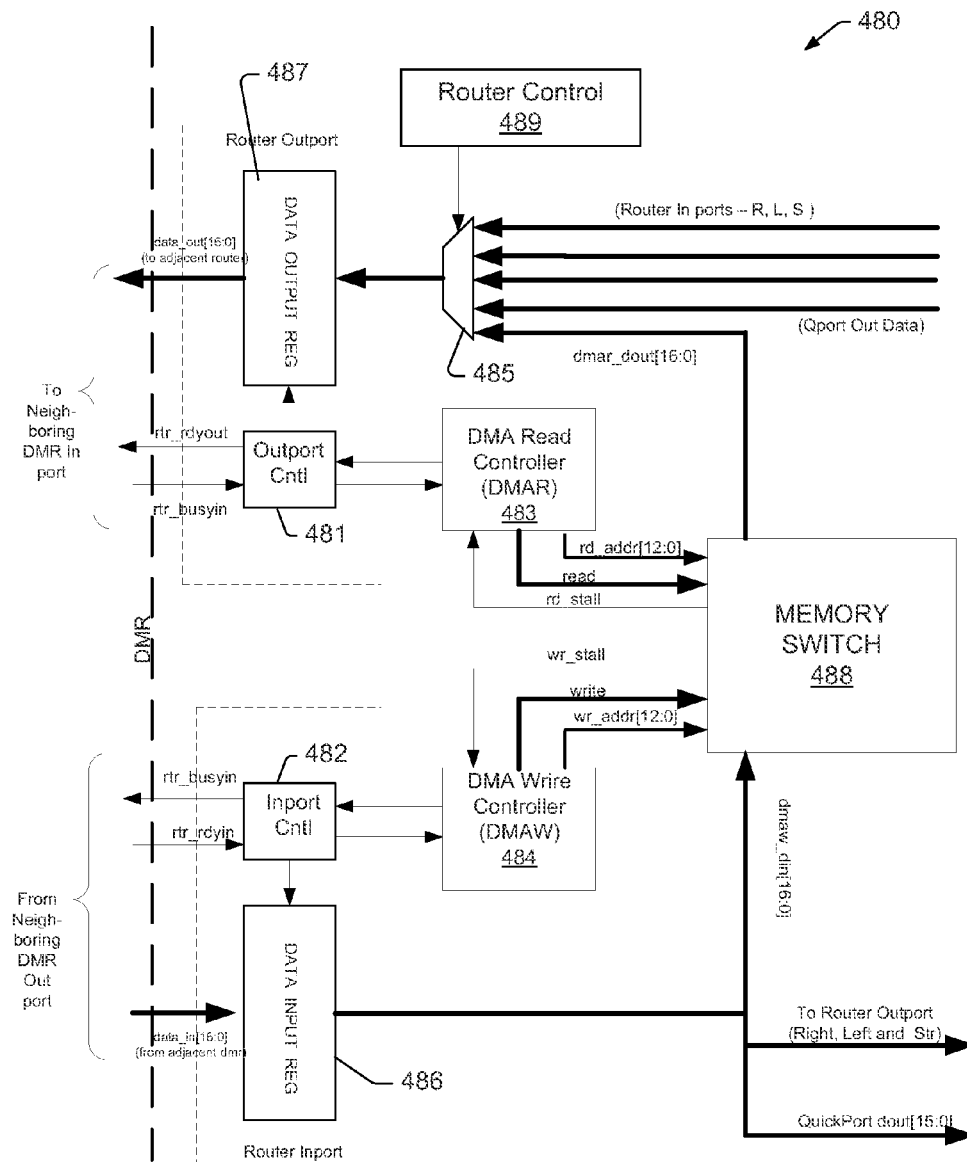 480
487
Router Control
489
Router Outport
(Router In ports – R, L, S )
DATA OUTPUT REG
data_out[16:0]
(to adjacent router)
(Qport Out Data)
485
dmar_dout[16:0]
To
Neigh-
boring
DMR In
port
rtr_rdyout
Outport
Cntl
rtr_busyin
481
DMA Read
Controller
(DMAR)
483
rd_addr[12:0]
read
rd_stall
MEMORY
SWITCH
488
DMR
wr_stall
write
wr_addr[12:0]
482
rtr_busyin
Inport
Cntl
rtr_rdyin
DMA Wrire
Controller
(DMAW)
484
dmaw_din[16:0]
From
Neigh-
boring
DMR
Out
port
DATA INPUT REG
data_in[16:0]
(from adjacent dmr)
486
Router Inport
To Router Outport
(Right, Left and Str)
QuickPort dout[15:0]